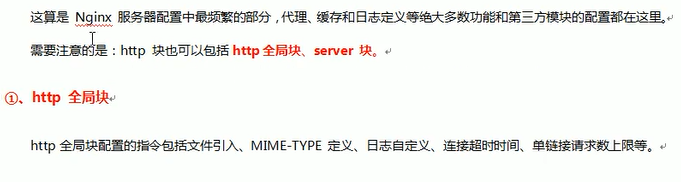 这算是 Nginx 服务器配置中最频繁的部分，代理、缓存和日志定义等绝大多数功能和第三方模块的配置都在这里。
需要注意的是：http 块也可以包括 http全局块、server 块。
①、http 全局块
http 全局块配置的指令包括文件引入、MIME-TYPE 定义、日志自定义、连接超时时间、单链接请求数上限等。